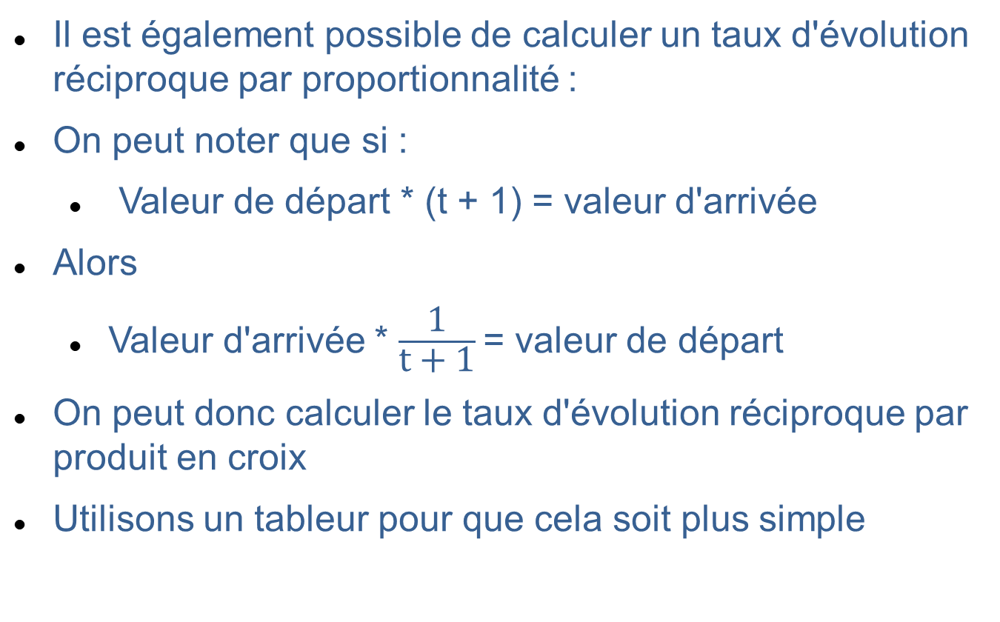 • Il est également possible de calculer un taux d'évolution
réciproque par proportionnalité :
• On peut noter que si :
• Valeur de départ * (t + 1) = valeur d'arrivée
• Alors
• Valeur d'arrivée * 1/(t + 1) = valeur de départ
• On peut donc calculer le taux d'évolution réciproque par
produit en croix
• Utilisons un tableur pour que cela soit plus simple